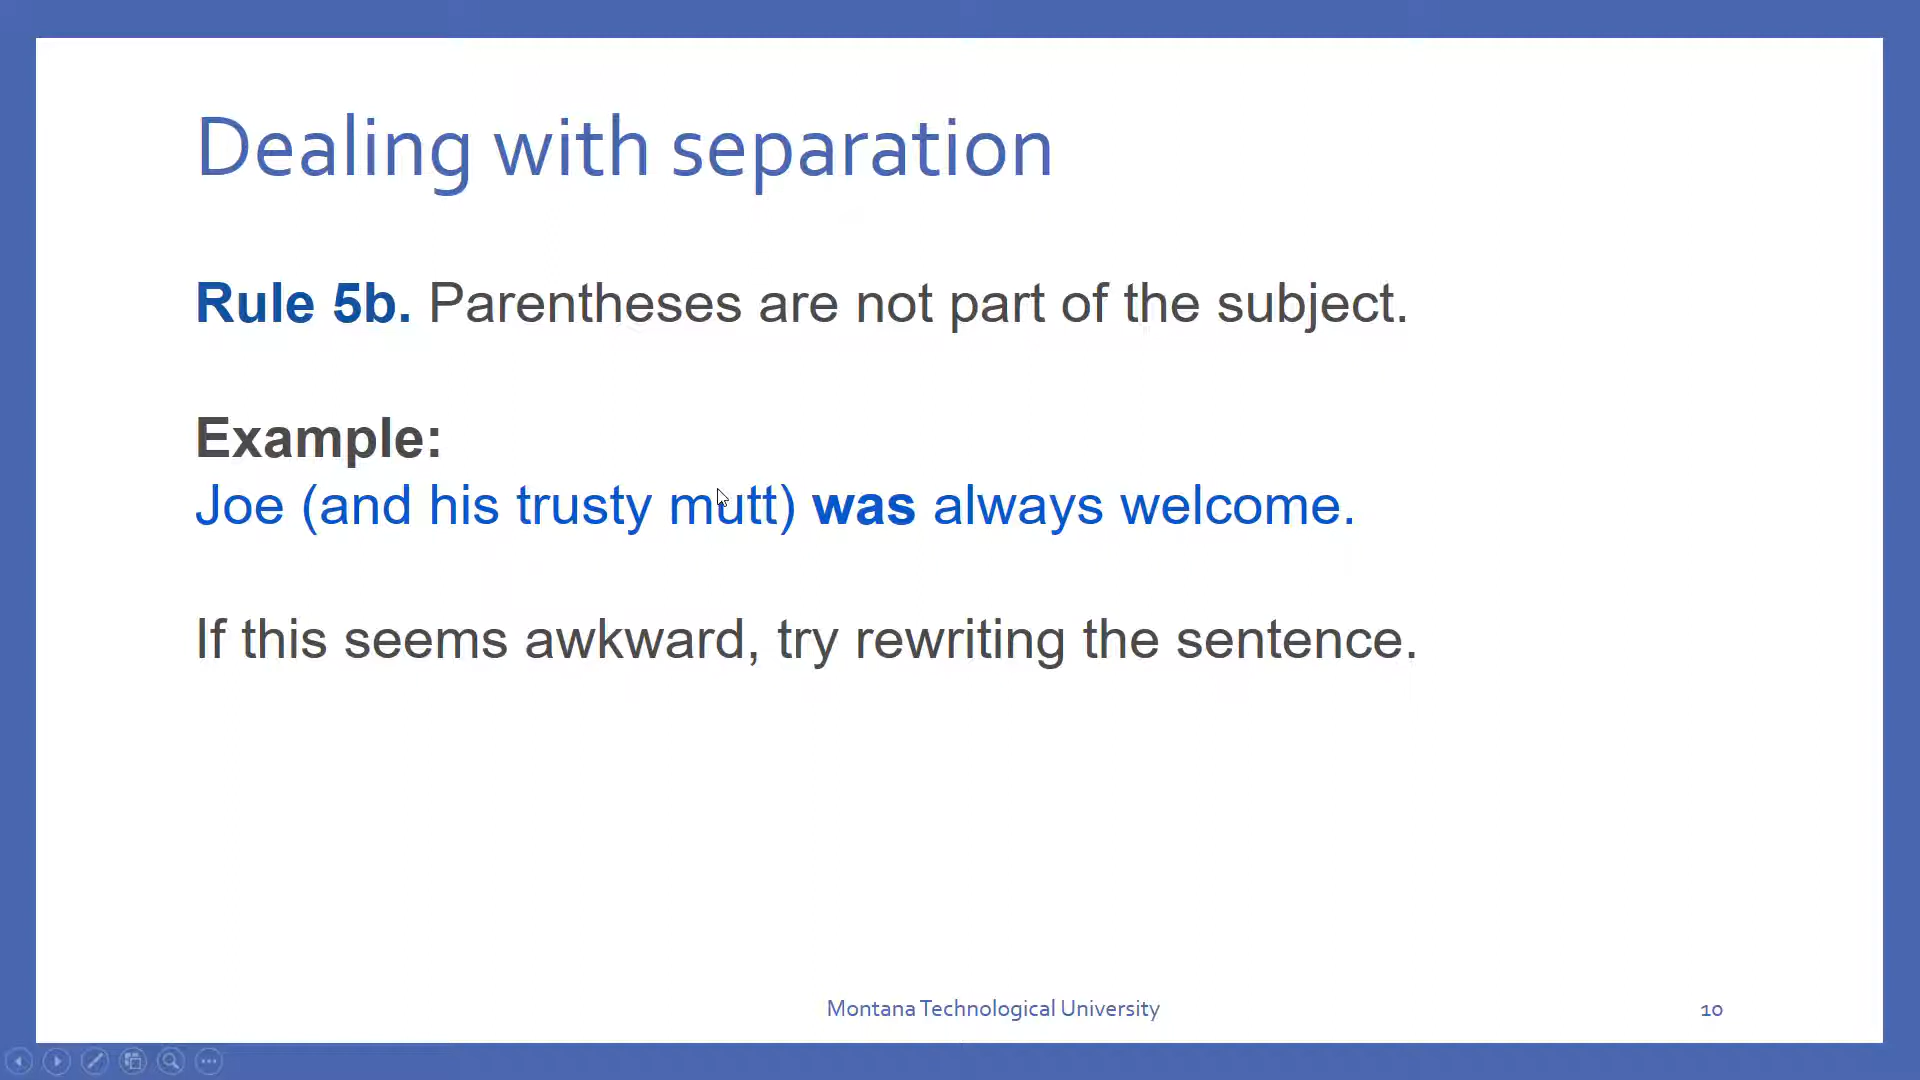 Dealing with separation
Rule 5b. Parentheses are not part of the subject.
Example:
Joe (and his trusty mutt) was always welcome.
If this seems awkward, try rewriting the sentence.
Montana Technological University
10